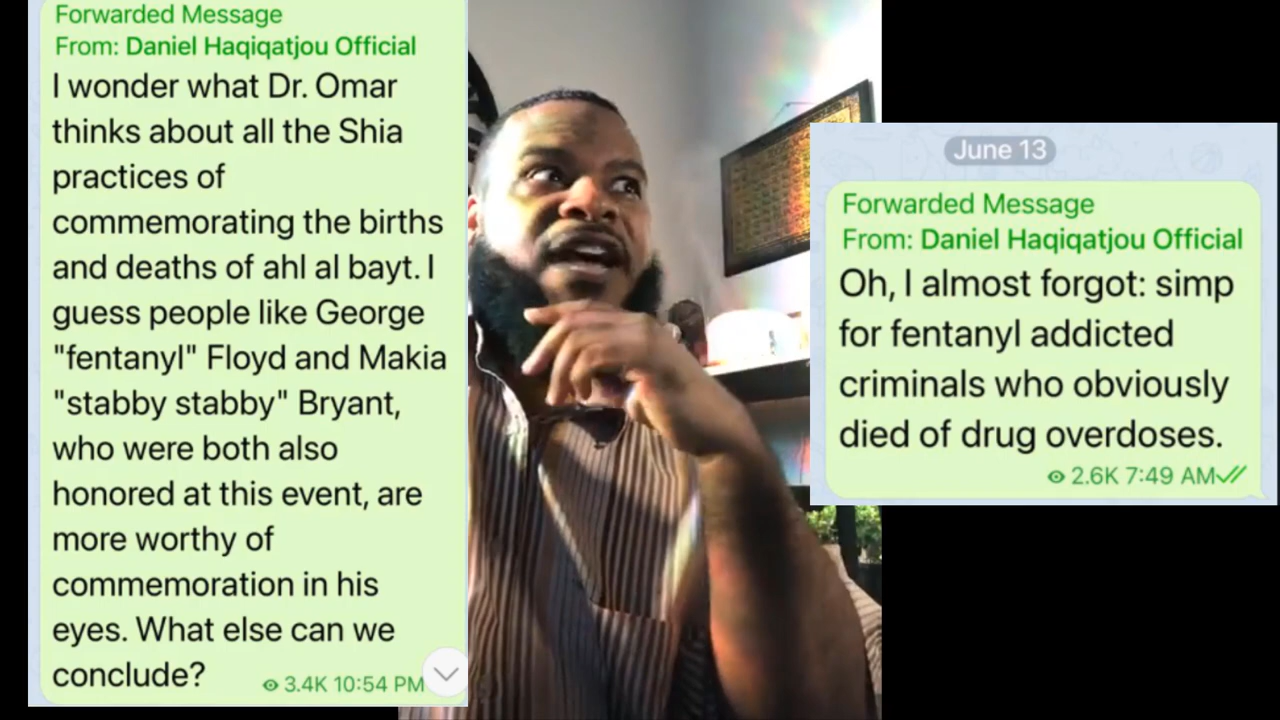 Forwarded Message
From: Daniel Haqiqatjou Official
I wonder what Dr. Omar
thinks about all the Shia
practices of
commemorating the births
and deaths of ahl al bayt. I
guess people like George
"fentanyl" Floyd and Makia
"stabby stabby" Bryant,
who were both also
honored at this event, are
more worthy of
commemoration in his
eyes. What else can we
conclude?
3.4K 10:54 PM
June 13
Forwarded Message
From: Daniel Haqiqatjou Official
Oh, I almost forgot: simp
for fentanyl addicted
criminals who obviously
died of drug overdoses.
2.6K 7:49 AM